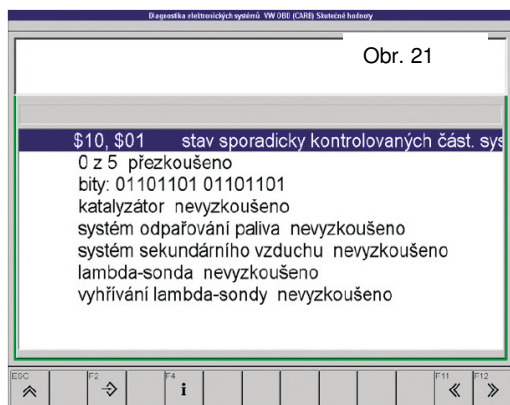 Diagnostika elektronických systémů VW OBD (CARB) Skutečné hodnoty
Obr. 21
$10, $01 stav sporadicky kontrolovaných část. sys
0 z 5 přezkoušeno
bity: 01101101 01101101
katalyzátor nevyzkoušeno
systém odpařování paliva nevyzkoušeno
systém sekundárního vzduchu nevyzkoušeno
lambda-sonda nevyzkoušeno
vyhřívání lambda-sondy nevyzkoušeno
ESC F2 F4 i F11 F12